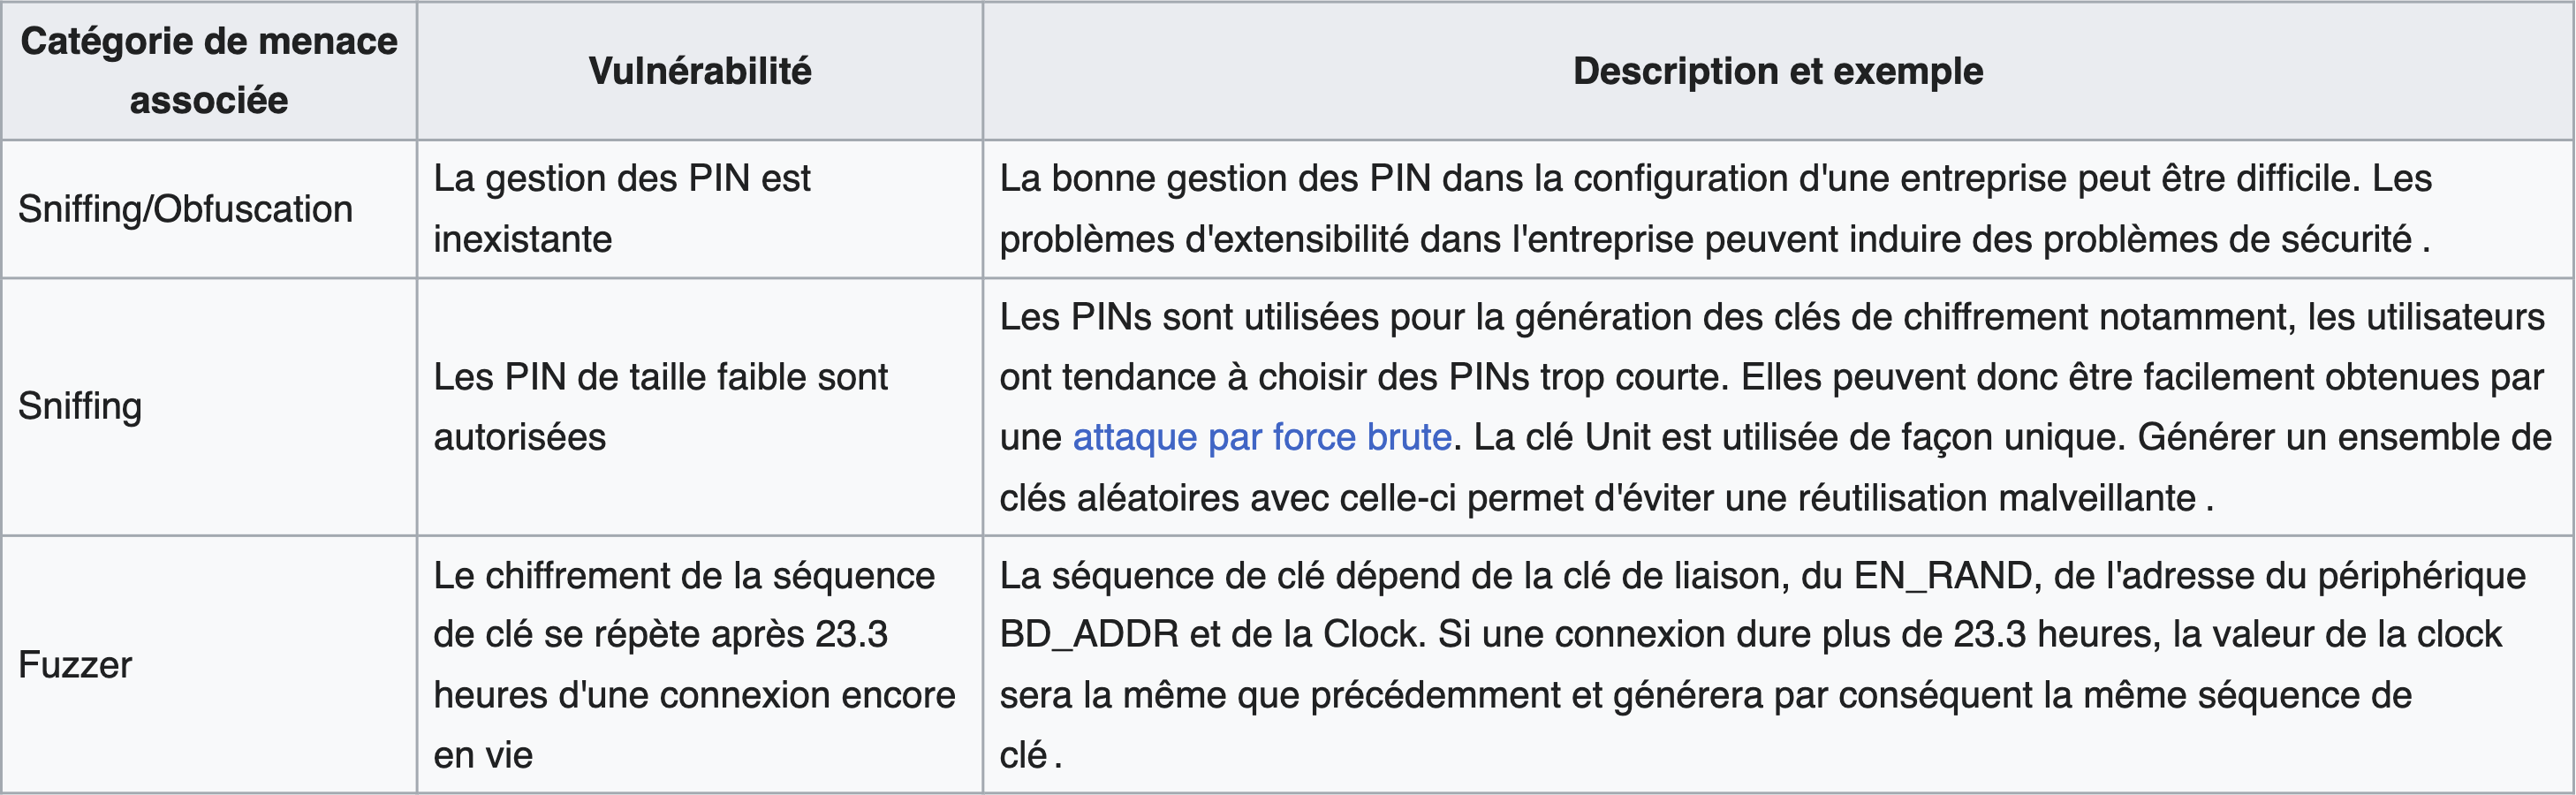 Catégorie de menace
associée
Vulnérabilité
Description et exemple
Sniffing/Obfuscation
La gestion des PIN est
inexistante
La bonne gestion des PIN dans la configuration d'une entreprise peut être difficile. Les
problèmes d'extensibilité dans l'entreprise peuvent induire des problèmes de sécurité .
Sniffing
Les PIN de taille faible sont
autorisées
Les PINs sont utilisées pour la génération des clés de chiffrement notamment, les utilisateurs
ont tendance à choisir des PINs trop courte. Elles peuvent donc être facilement obtenues par
une attaque par force brute. La clé Unit est utilisée de façon unique. Générer un ensemble de
clés aléatoires avec celle-ci permet d'éviter une réutilisation malveillante .
Fuzzer
Le chiffrement de la séquence
de clé se répète après 23.3
heures d'une connexion encore
en vie
La séquence de clé dépend de la clé de liaison, du EN_RAND, de l'adresse du périphérique
BD_ADDR et de la Clock. Si une connexion dure plus de 23.3 heures, la valeur de la clock
sera la même que précédemment et générera par conséquent la même séquence de
clé .